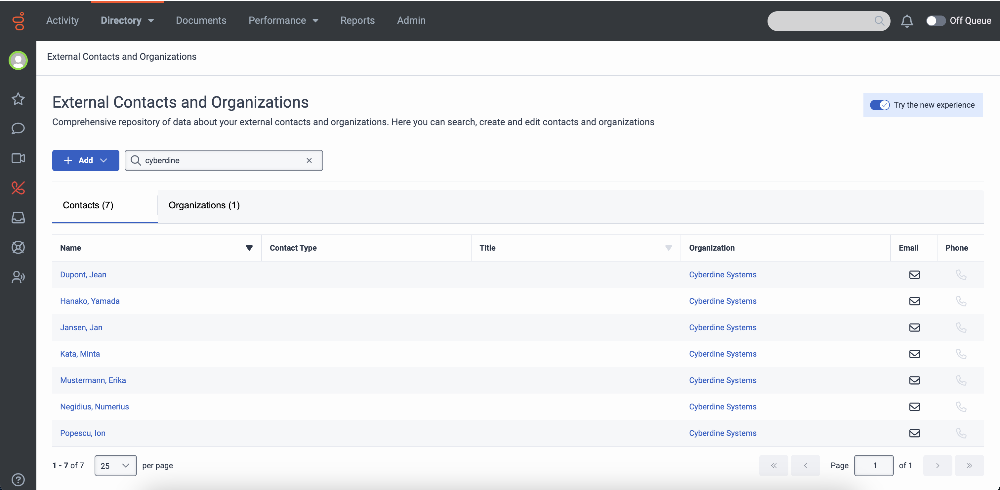 Activity Directory Documents Performance Reports Admin Off Queue
External Contacts and Organizations
External Contacts and Organizations
Try the new experience
Comprehensive repository of data about your external contacts and organizations. Here you can search, create and edit contacts and organizations
Add cyberdine
Contacts (7) Organizations (1)
Name Contact Type Title Organization Email Phone
Dupont, Jean Cyberdine Systems
Hanako, Yamada Cyberdine Systems
Jansen, Jan Cyberdine Systems
Kata, Minta Cyberdine Systems
Mustermann, Erika Cyberdine Systems
Negidius, Numerius Cyberdine Systems
Popescu, Ion Cyberdine Systems
1 - 7 of 7 25 per page Page 1 of 1